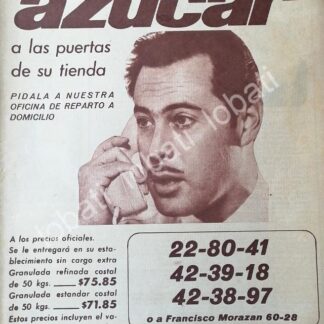 azúcar
a las puertas
de su tienda
PIDALA A NUESTRA
OFICINA DE REPARTO A
DOMICILIO
A los precios oficiales.
Se le entregará en su esta-
blecimiento sin cargo extra
Granulada refinada costal
de 50 kgs. $75.85
Granulada estandar costal
de 50 kgs. $71.85
Estos precios incluyen el va-
22-80-41
42-39-18
42-38-97
o a Francisco Morazan 60-28